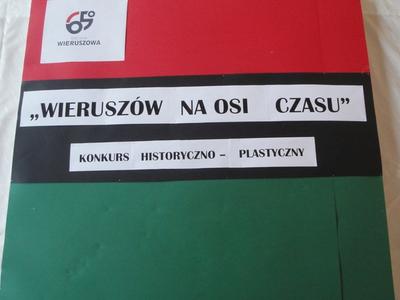 650
WIERUSZOWA
„WIERUSZÓW NA OSI CZASU”
KONKURS HISTORYCZNO – PLASTYCZNY